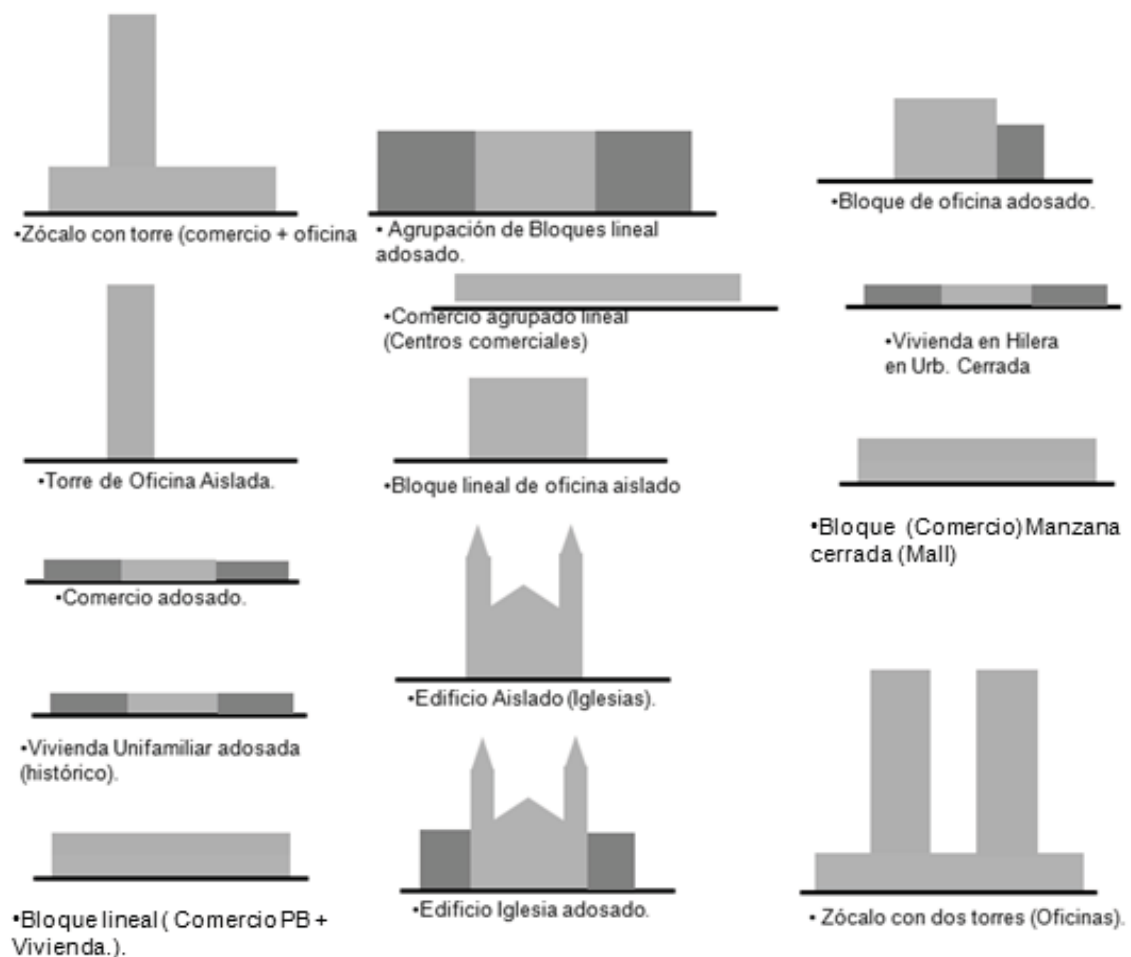 •Zócalo con torre (comercio + oficina
•Torre de Oficina Aislada.
•Comercio adosado.
•Vivienda Unifamiliar adosada
(histórico).
•Bloque lineal ( Comercio PB +
Vivienda.).
• Agrupación de Bloques lineal
adosado.
•Comercio agrupado lineal
(Centros comerciales)
•Bloque lineal de oficina aislado
•Edificio Aislado (Iglesias).
•Edificio Iglesia adosado.
•Bloque de oficina adosado.
•Vivienda en Hilera
en Urb. Cerrada
•Bloque (Comercio) Manzana
cerrada (Mall)
• Zócalo con dos torres (Oficinas).